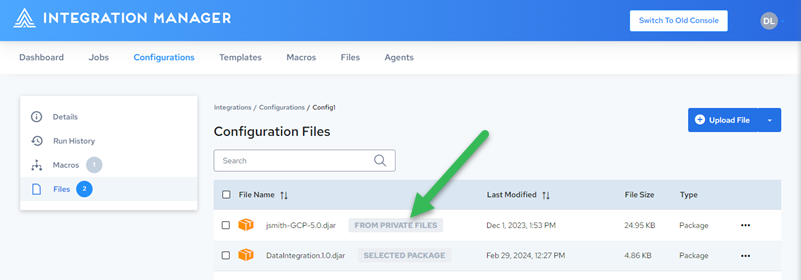 INTEGRATION MANAGER
Switch To Old Console
DL
Dashboard Jobs Configurations Templates Macros Files Agents
Details
Run History
Macros 1
Files 2
Integrations / Configurations / Config1
Configuration Files
Upload File
Search
File Name Last Modified File Size Type
jsmith-GCP-5.0.djar FROM PRIVATE FILES Dec 1, 2023, 1:53 PM 24.95 KB Package
DataIntegration.1.0.djar SELECTED PACKAGE Feb 29, 2024, 12:27 PM 4.86 KB Package